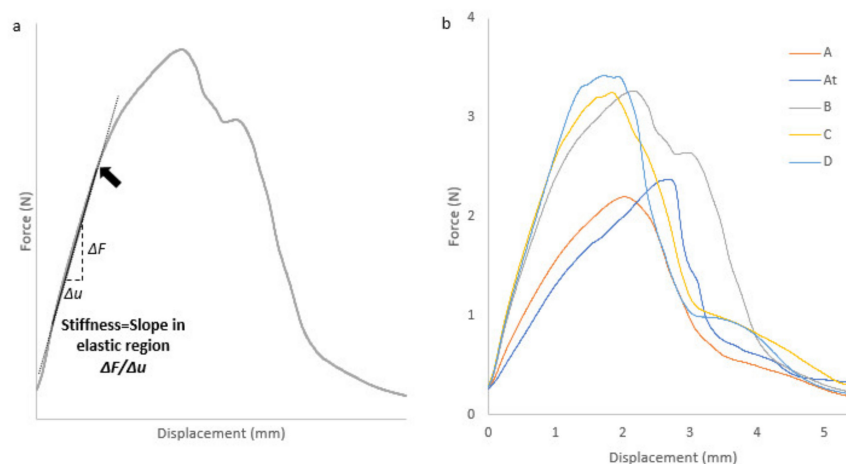 a
Force (N)
ΔF
Δu
Stiffness=Slope in
elastic region
ΔF/Δu
Displacement (mm)
b
4
3
2
1
0
Force (N)
0 1 2 3 4 5
Displacement (mm)
A
At
B
C
D